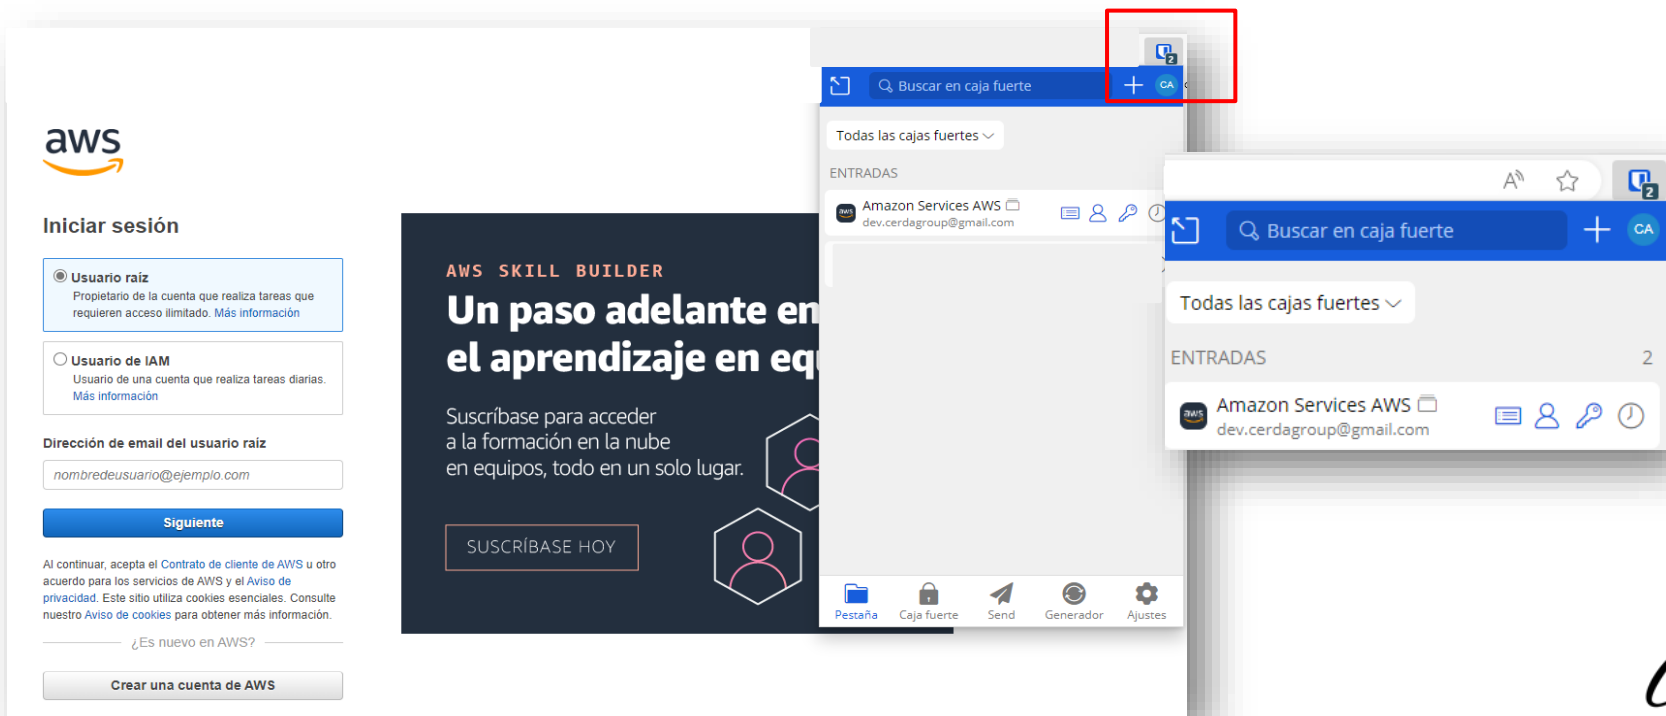 aws
Iniciar sesión
Usuario raíz
Propietario de la cuenta que realiza tareas que
requieren acceso ilimitado. Más información
Usuario de IAM
Usuario de una cuenta que realiza tareas diarias.
Más información
Dirección de email del usuario raíz
nombredeusuario@ejemplo.com
Siguiente
Al continuar, acepta el Contrato de cliente de AWS u otro
acuerdo para los servicios de AWS y el Aviso de
privacidad. Este sitio utiliza cookies esenciales. Consulte
nuestro Aviso de cookies para obtener más información.
¿Es nuevo en AWS?
Crear una cuenta de AWS
AWS SKILL BUILDER
Un paso adelante en
el aprendizaje en equ
Suscríbase para acceder
a la formación en la nube
en equipos, todo en un solo lugar.
SUSCRÍBASE HOY
2
Buscar en caja fuerte
CA
Todas las cajas fuertes
ENTRADAS
aws Amazon Services AWS
dev.cerdagroup@gmail.com
Pestaña Caja fuerte Send Generador Ajustes
A 2
Buscar en caja fuerte CA
Todas las cajas fuertes
ENTRADAS 2
aws Amazon Services AWS
dev.cerdagroup@gmail.com